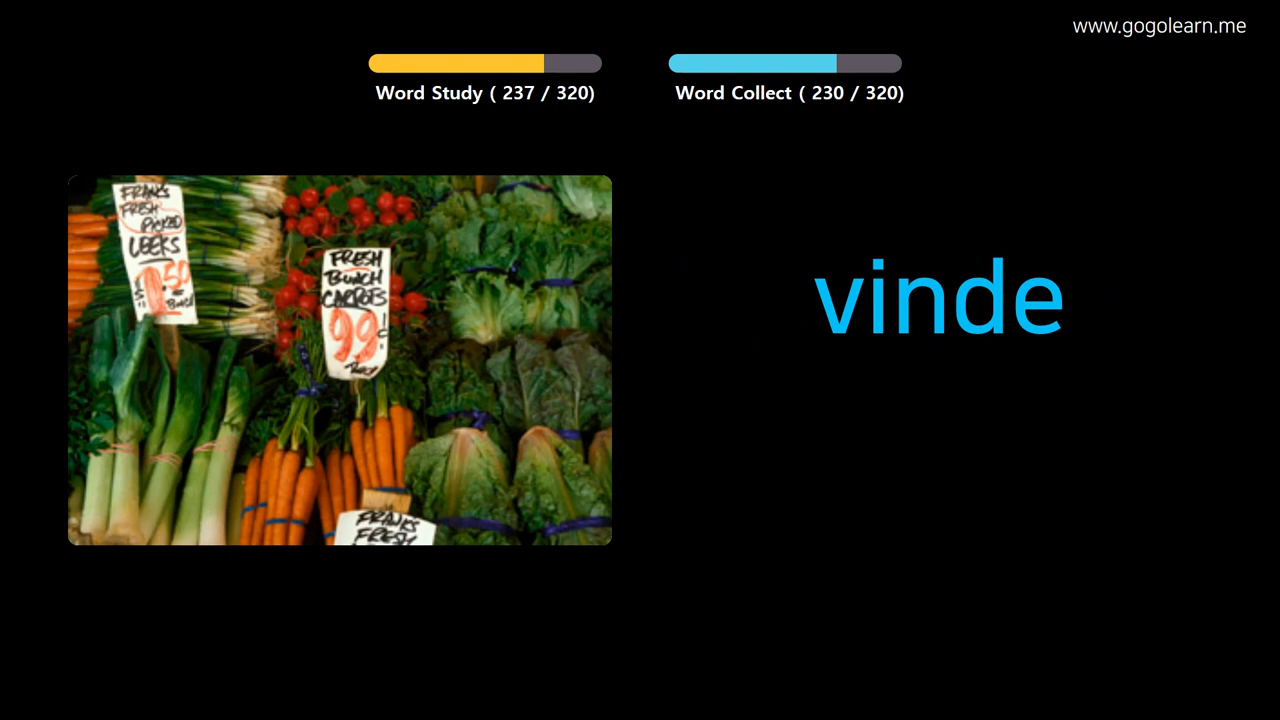 www.gogolearn.me
Word Study ( 237 / 320)
Word Collect ( 230 / 320)
FRANKS
FRESH
PICKED
LEEKS
50
FRESH
BUNCH
CARROTS
99
vinde
FRANKS
FRESH